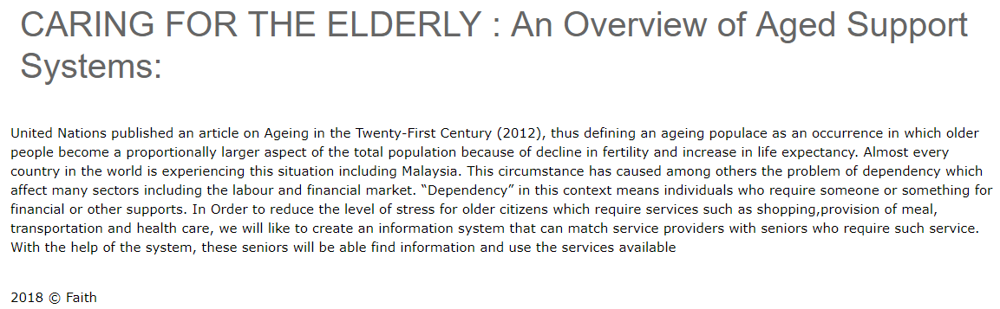 CARING FOR THE ELDERLY : An Overview of Aged Support
Systems:
United Nations published an article on Ageing in the Twenty-First Century (2012), thus defining an ageing populace as an occurrence in which older
people become a proportionally larger aspect of the total population because of decline in fertility and increase in life expectancy. Almost every
country in the world is experiencing this situation including Malaysia. This circumstance has caused among others the problem of dependency which
affect many sectors including the labour and financial market. “Dependency” in this context means individuals who require someone or something for
financial or other supports. In Order to reduce the level of stress for older citizens which require services such as shopping,provision of meal,
transportation and health care, we will like to create an information system that can match service providers with seniors who require such service.
With the help of the system, these seniors will be able find information and use the services available
2018 © Faith